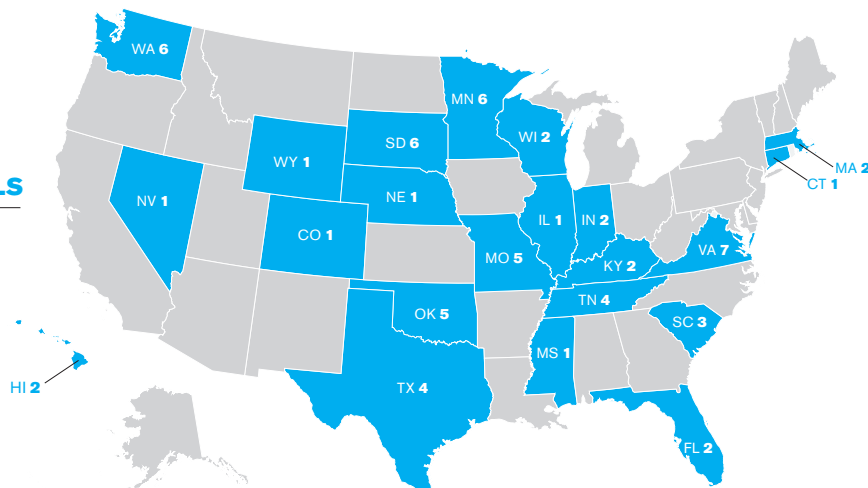 WA 6
MN 6
SD 6
WI 2
WY 1
MA 2
CT 1
NV 1
NE 1
LS
IL 1
IN 2
CO 1
MO 5
KY 2
VA 7
TN 4
OK 5
SC 3
MS 1
HI 2
TX 4
FL 2